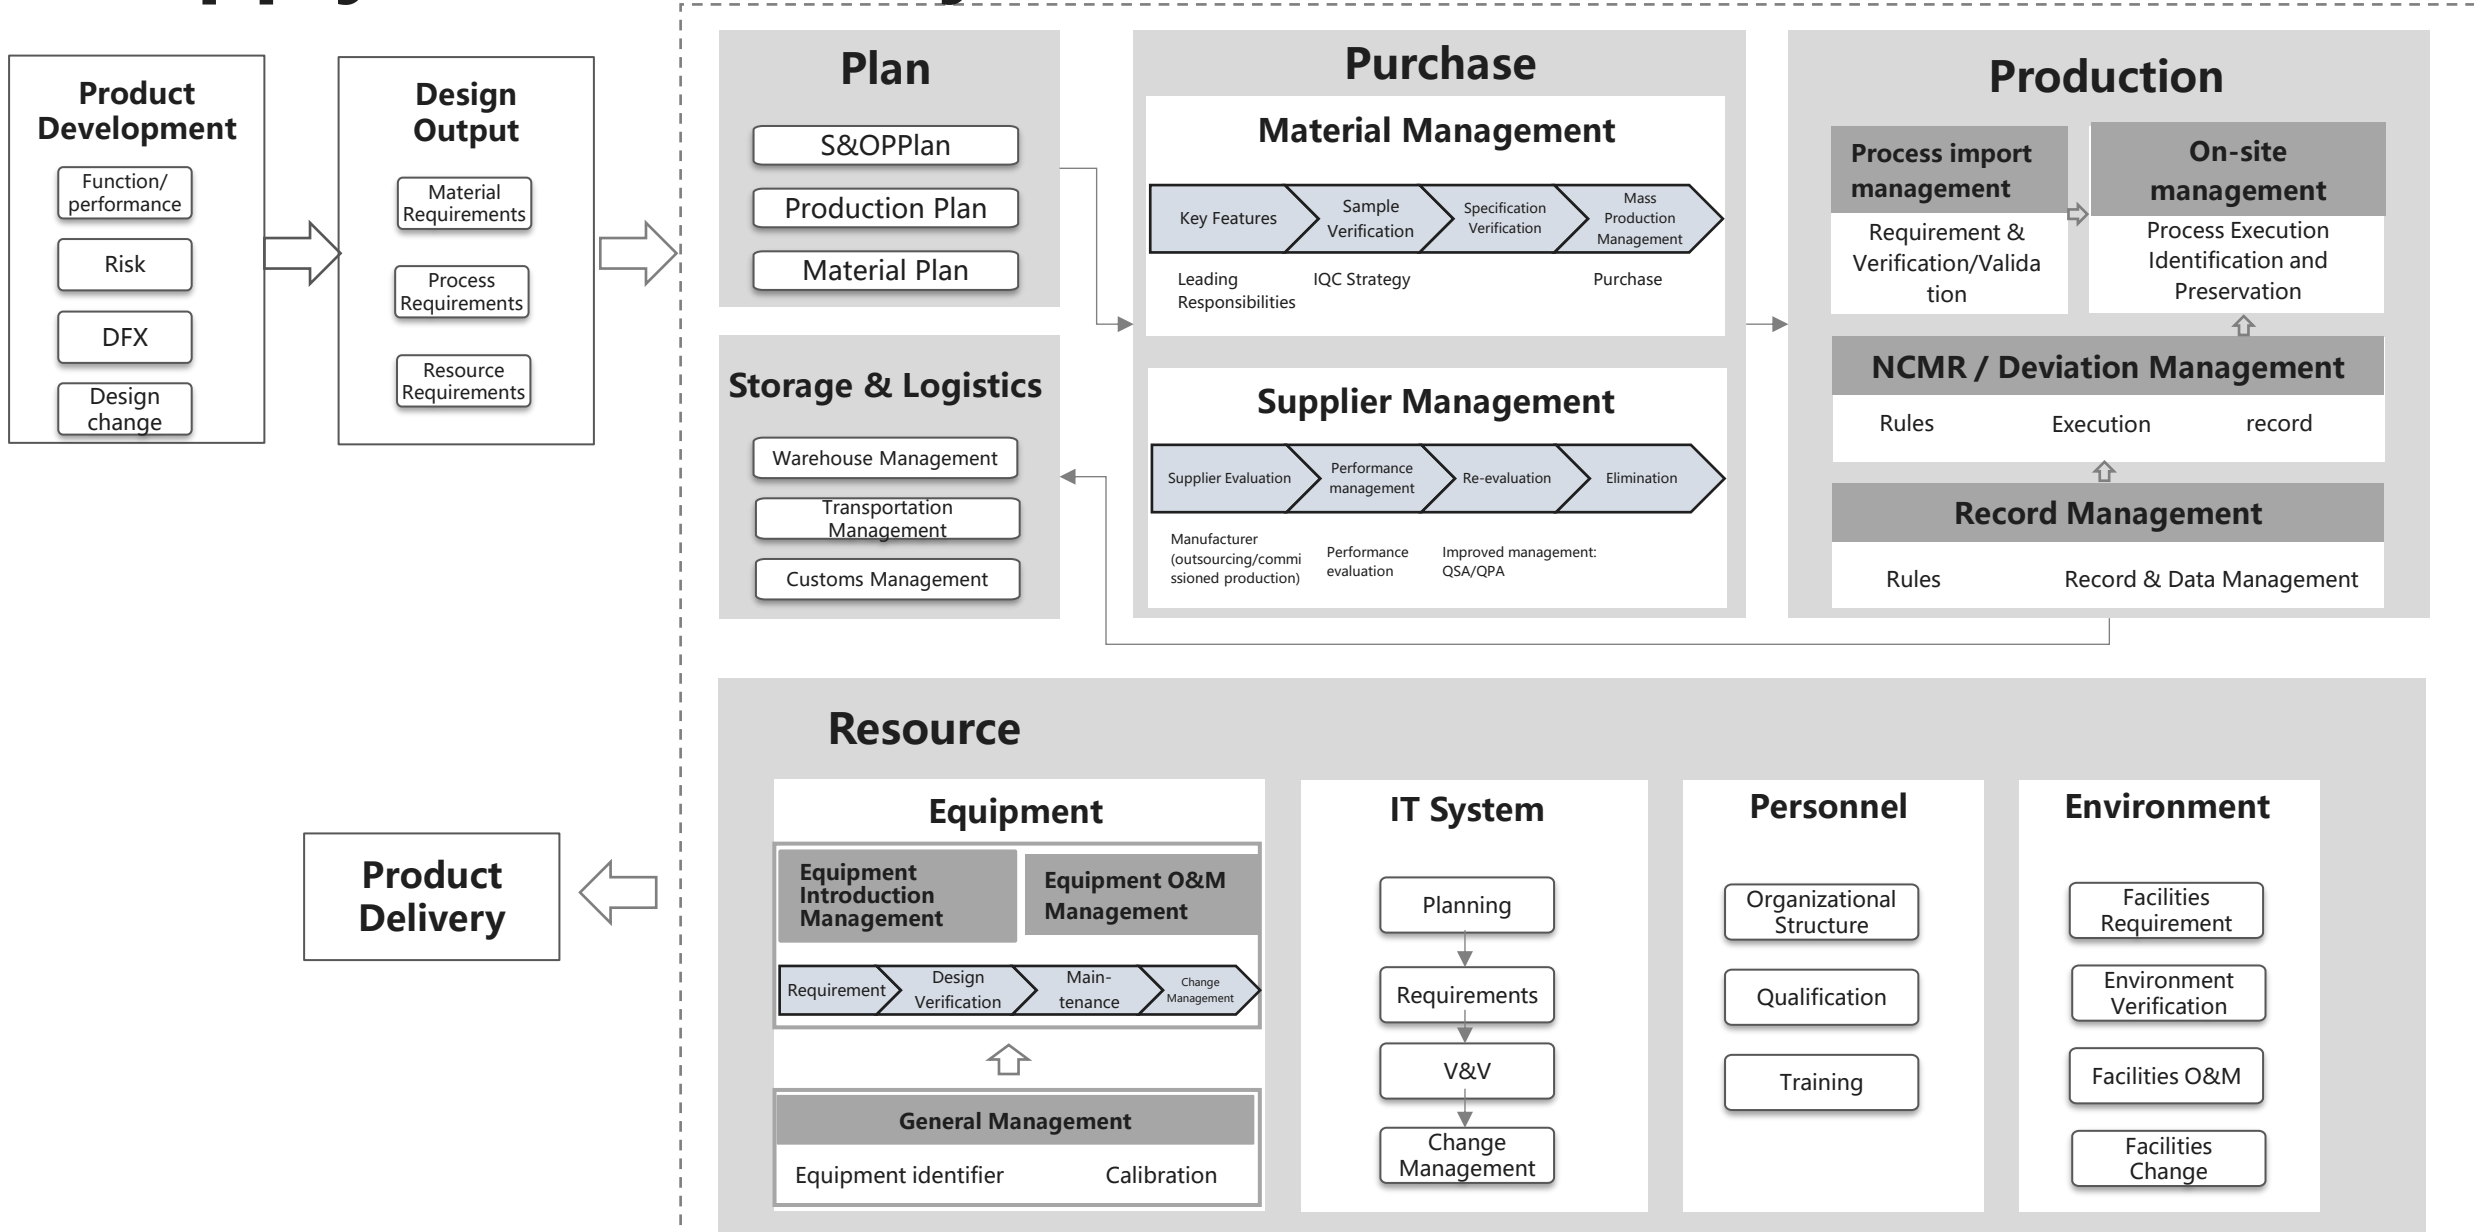 Product
Development
Function/
performance
Risk
DFX
Design
change
Design
Output
Material
Requirements
Process
Requirements
Resource
Requirements
Plan
S&OPPlan
Production Plan
Material Plan
Storage & Logistics
Warehouse Management
Transportation
Management
Customs Management
Purchase
Material Management
Key Features
Sample
Verification
Specification
Verification
Mass
Production
Management
Leading
Responsibilities
IQC Strategy
Purchase
Supplier Management
Supplier Evaluation
Performance
management
Re-evaluation
Elimination
Manufacturer
(outsourcing/commi
ssioned production)
Performance
evaluation
Improved management:
QSA/QPA
Production
Process import
management
Requirement &
Verification/Valida
tion
On-site
management
Process Execution
Identification and
Preservation
NCMR / Deviation Management
Rules
Execution
record
Record Management
Rules
Record & Data Management
Resource
Equipment
Equipment
Introduction
Management
Equipment O&M
Management
Requirement
Design
Verification
Main-
tenance
Change
Management
General Management
Equipment identifier
Calibration
IT System
Planning
Requirements
V&V
Change
Management
Personnel
Organizational
Structure
Qualification
Training
Environment
Facilities
Requirement
Environment
Verification
Facilities O&M
Facilities
Change
Product
Delivery